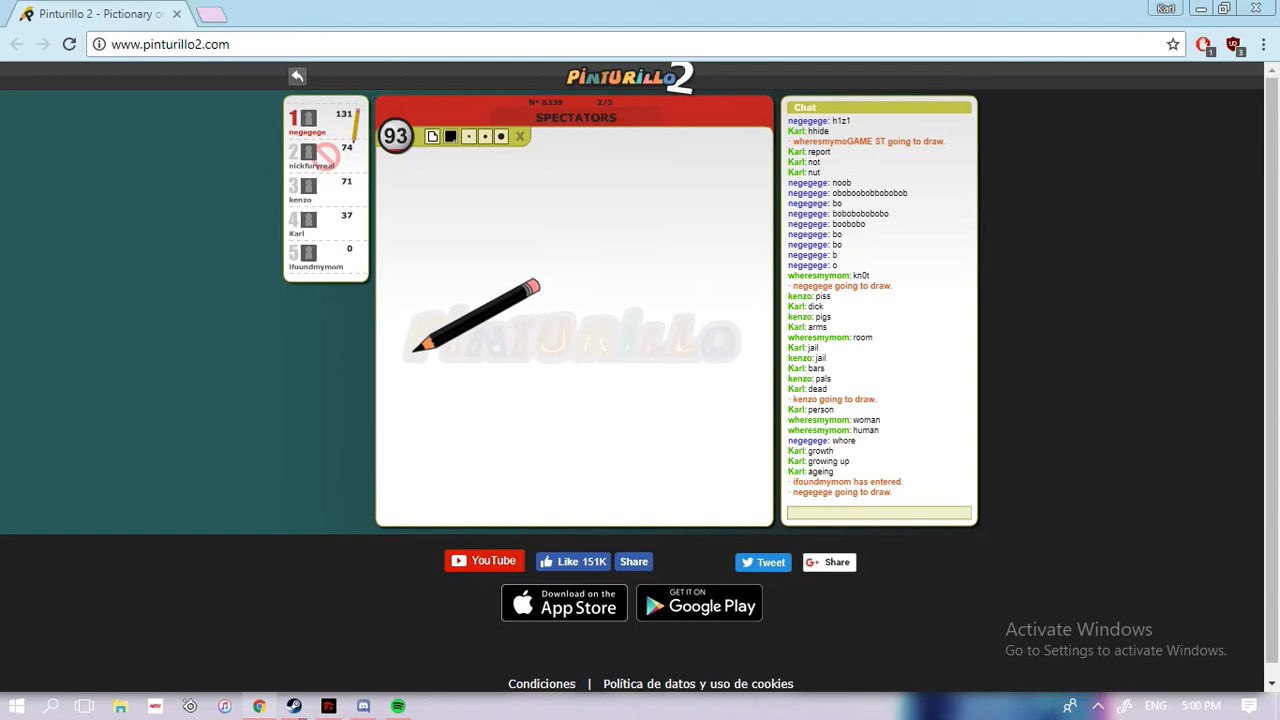 Pinturillo 2 - Pictionary o
Karl
www.pinturillo2.com
1
3
PiNTURiLLO 2
Nº 8339 2/3
SPECTATORS
93
X
1 131
negegege
2 74
nickfuryreal
3 71
kenzo
4 37
Karl
5 0
ifoundmymom
PiNTURiLLO
Chat
negegege: h1z1
Karl: hhide
· wheresmymoGAME ST going to draw.
Karl: report
Karl: not
Karl: nut
negegege: noob
negegege: oboboobobbobobob
negegege: bo
negegege: bobobobobobo
negegege: boobobo
negegege: bo
negegege: bo
negegege: b
negegege: o
wheresmymom: kn0t
· negegege going to draw.
kenzo: piss
Karl: dick
kenzo: pigs
Karl: arms
wheresmymom: room
Karl: jail
kenzo: jail
Karl: bars
kenzo: pals
Karl: dead
· kenzo going to draw.
Karl: person
wheresmymom: woman
wheresmymom: human
negegege: whore
Karl: growth
Karl: growing up
Karl: ageing
· ifoundmymom has entered.
· negegege going to draw.
YouTube
Like 151K
Share
Tweet
G+ Share
Download on the
App Store
GET IT ON
Google Play
Activate Windows
Go to Settings to activate Windows.
Condiciones | Política de datos y uso de cookies
ENG 5:00 PM